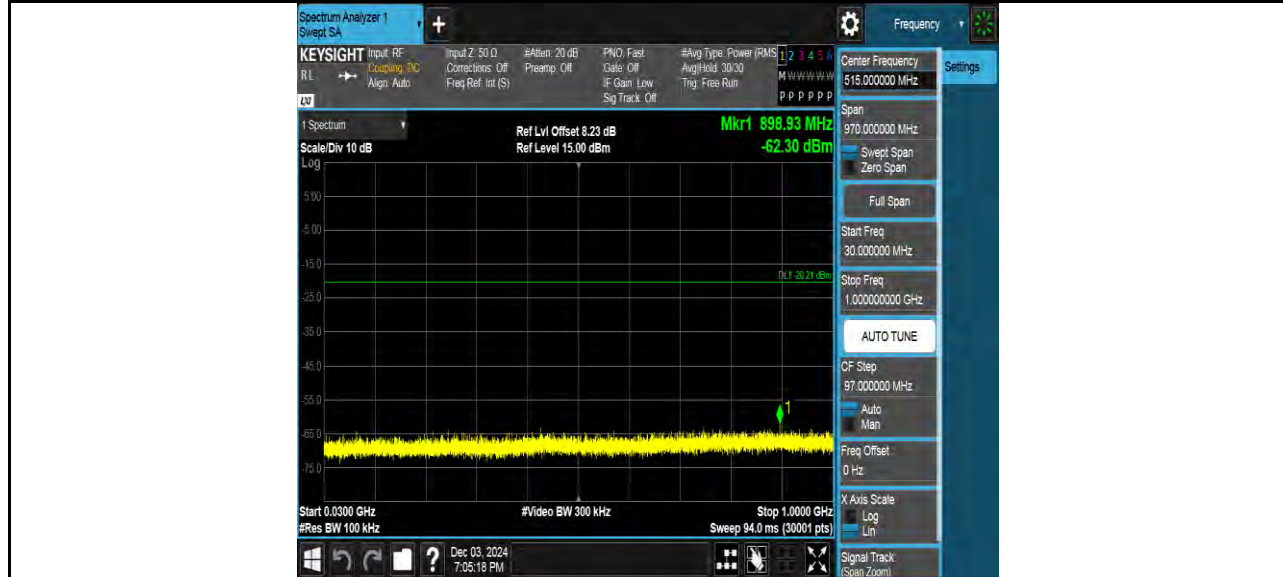 Spectrum Analyzer 1
Swept SA
+
Frequency
KEYSIGHT
RL
LXI
Input: RF
Coupling: DC
Align: Auto
Input Z: 50 Ω
Corrections: Off
Freq Ref: Int (S)
#Atten: 20 dB
Preamp: Off
PNO: Fast
Gate: Off
IF Gain: Low
Sig Track: Off
#Avg Type: Power (RMS
Avg|Hold: 30/30
Trig: Free Run
1 2 3 4 5 6
M W W W W W
P P P P P P
1 Spectrum
Scale/Div 10 dB
Ref Lvl Offset 8.23 dB
Ref Level 15.00 dBm
Mkr1 898.93 MHz
-62.30 dBm
Log
5.00
-5.00
-15.0
DL1 -20.21 dBm
-25.0
-35.0
-45.0
-55.0
1
-65.0
-75.0
Start 0.0300 GHz
#Res BW 100 kHz
#Video BW 300 kHz
Stop 1.0000 GHz
Sweep 94.0 ms (30001 pts)
?
Dec 03, 2024
7:05:18 PM
Center Frequency
515.000000 MHz
Settings
Span
970.000000 MHz
Swept Span
Zero Span
Full Span
Start Freq
30.000000 MHz
Stop Freq
1.000000000 GHz
AUTO TUNE
CF Step
97.000000 MHz
Auto
Man
Freq Offset
0 Hz
X Axis Scale
Log
Lin
Signal Track
(Span Zoom)